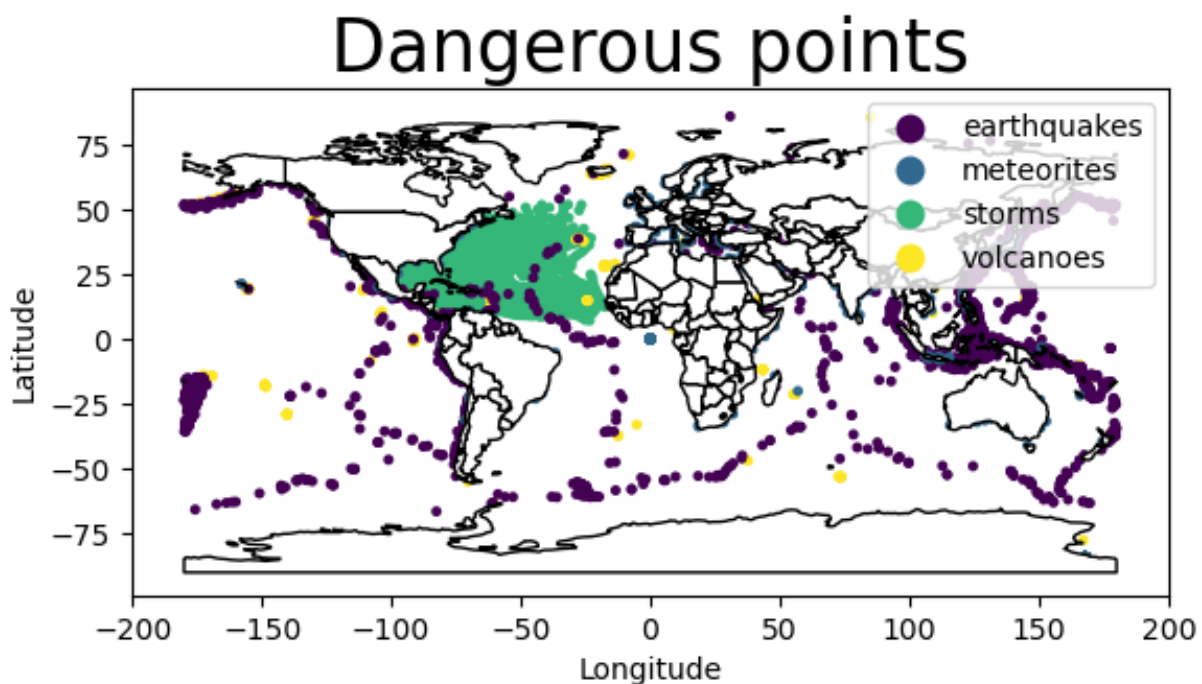 Dangerous points
earthquakes
meteorites
storms
volcanoes
Latitude
75
50
25
0
−25
−50
−75
−200 −150 −100 −50 0 50 100 150 200
Longitude